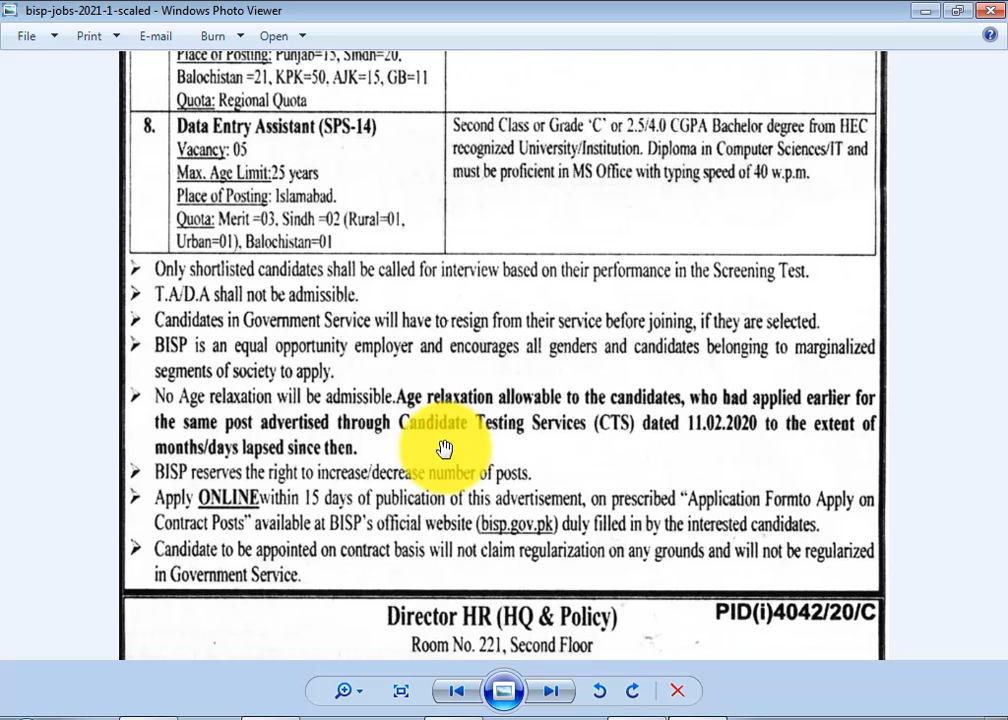 bisp-jobs-2021-1-scaled - Windows Photo Viewer
File Print E-mail Burn Open
Place of Posting: Punjab=15, Sindh=20,
Balochistan =21, KPK=50, AJK=15, GB=11
Quota: Regional Quota
8. Data Entry Assistant (SPS-14)
Vacancy: 05
Max. Age Limit:25 years
Place of Posting: Islamabad.
Quota: Merit =03, Sindh =02 (Rural=01,
Urban=01), Balochistan=01
Second Class or Grade ‘C’ or 2.5/4.0 CGPA Bachelor degree from HEC
recognized University/Institution. Diploma in Computer Sciences/IT and
must be proficient in MS Office with typing speed of 40 w.p.m.
➢ Only shortlisted candidates shall be called for interview based on their performance in the Screening Test.
➢ T.A/D.A shall not be admissible.
➢ Candidates in Government Service will have to resign from their service before joining, if they are selected.
➢ BISP is an equal opportunity employer and encourages all genders and candidates belonging to marginalized
segments of society to apply.
➢ No Age relaxation will be admissible.Age relaxation allowable to the candidates, who had applied earlier for
the same post advertised through Candidate Testing Services (CTS) dated 11.02.2020 to the extent of
months/days lapsed since then.
➢ BISP reserves the right to increase/decrease number of posts.
➢ Apply ONLINEwithin 15 days of publication of this advertisement, on prescribed “Application Formto Apply on
Contract Posts” available at BISP’s official website (bisp.gov.pk) duly filled in by the interested candidates.
➢ Candidate to be appointed on contract basis will not claim regularization on any grounds and will not be regularized
in Government Service.
Director HR (HQ & Policy) PID(i)4042/20/C
Room No. 221, Second Floor